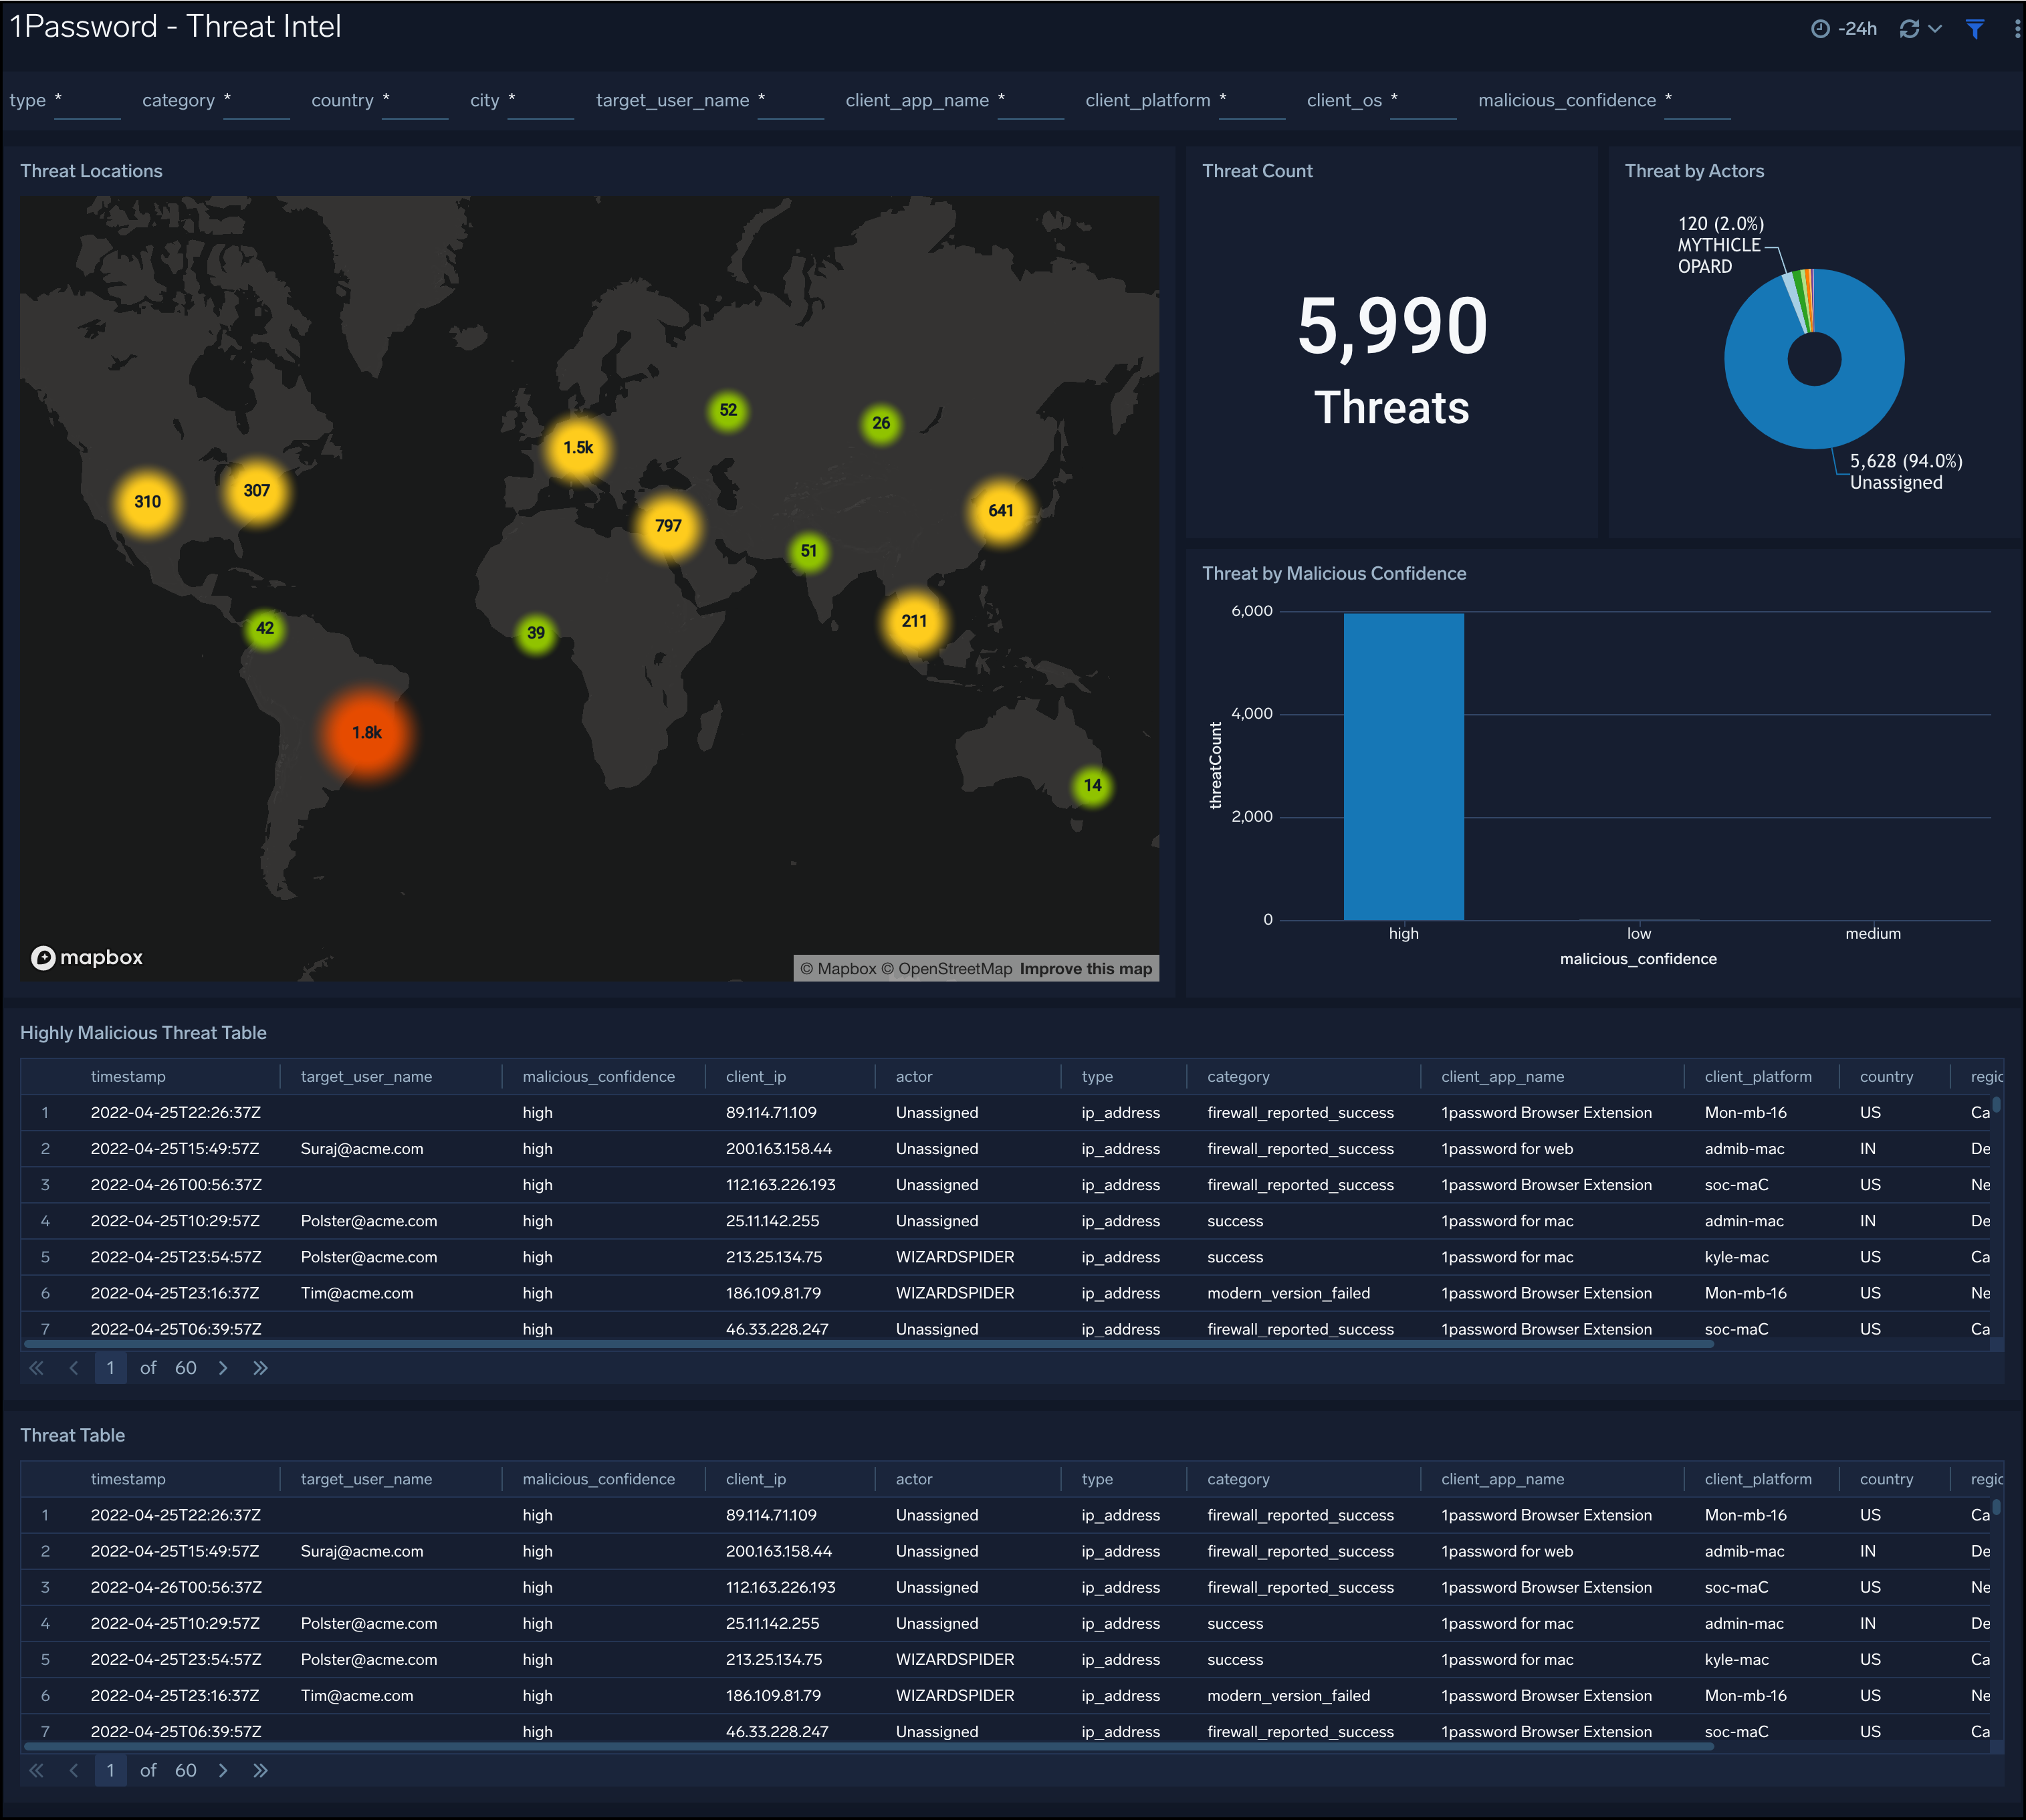 1Password - Threat Intel
-24h
type * category * country * city * target_user_name * client_app_name * client_platform * client_os * malicious_confidence *
Threat Locations
52
26
1.5k
310
307
797
641
51
42
39
211
1.8k
14
mapbox
© Mapbox © OpenStreetMap Improve this map
Threat Count
5,990
Threats
Threat by Actors
120 (2.0%)
MYTHICLE
OPARD
5,628 (94.0%)
Unassigned
Threat by Malicious Confidence
6,000
4,000
2,000
0
threatCount
high low medium
malicious_confidence
Highly Malicious Threat Table
timestamp target_user_name malicious_confidence client_ip actor type category client_app_name client_platform country regic
1 2022-04-25T22:26:37Z high 89.114.71.109 Unassigned ip_address firewall_reported_success 1password Browser Extension Mon-mb-16 US Ca
2 2022-04-25T15:49:57Z Suraj@acme.com high 200.163.158.44 Unassigned ip_address firewall_reported_success 1password for web admib-mac IN De
3 2022-04-26T00:56:37Z high 112.163.226.193 Unassigned ip_address firewall_reported_success 1password Browser Extension soc-maC US Ne
4 2022-04-25T10:29:57Z Polster@acme.com high 25.11.142.255 Unassigned ip_address success 1password for mac admin-mac IN De
5 2022-04-25T23:54:57Z Polster@acme.com high 213.25.134.75 WIZARDSPIDER ip_address success 1password for mac kyle-mac US Ca
6 2022-04-25T23:16:37Z Tim@acme.com high 186.109.81.79 WIZARDSPIDER ip_address modern_version_failed 1password Browser Extension Mon-mb-16 US Ne
7 2022-04-25T06:39:57Z high 46.33.228.247 Unassigned ip_address firewall_reported_success 1password Browser Extension soc-maC US Ca
1 of 60
Threat Table
timestamp target_user_name malicious_confidence client_ip actor type category client_app_name client_platform country regic
1 2022-04-25T22:26:37Z high 89.114.71.109 Unassigned ip_address firewall_reported_success 1password Browser Extension Mon-mb-16 US Ca
2 2022-04-25T15:49:57Z Suraj@acme.com high 200.163.158.44 Unassigned ip_address firewall_reported_success 1password for web admib-mac IN De
3 2022-04-26T00:56:37Z high 112.163.226.193 Unassigned ip_address firewall_reported_success 1password Browser Extension soc-maC US Ne
4 2022-04-25T10:29:57Z Polster@acme.com high 25.11.142.255 Unassigned ip_address success 1password for mac admin-mac IN De
5 2022-04-25T23:54:57Z Polster@acme.com high 213.25.134.75 WIZARDSPIDER ip_address success 1password for mac kyle-mac US Ca
6 2022-04-25T23:16:37Z Tim@acme.com high 186.109.81.79 WIZARDSPIDER ip_address modern_version_failed 1password Browser Extension Mon-mb-16 US Ne
7 2022-04-25T06:39:57Z high 46.33.228.247 Unassigned ip_address firewall_reported_success 1password Browser Extension soc-maC US Ca
1 of 60